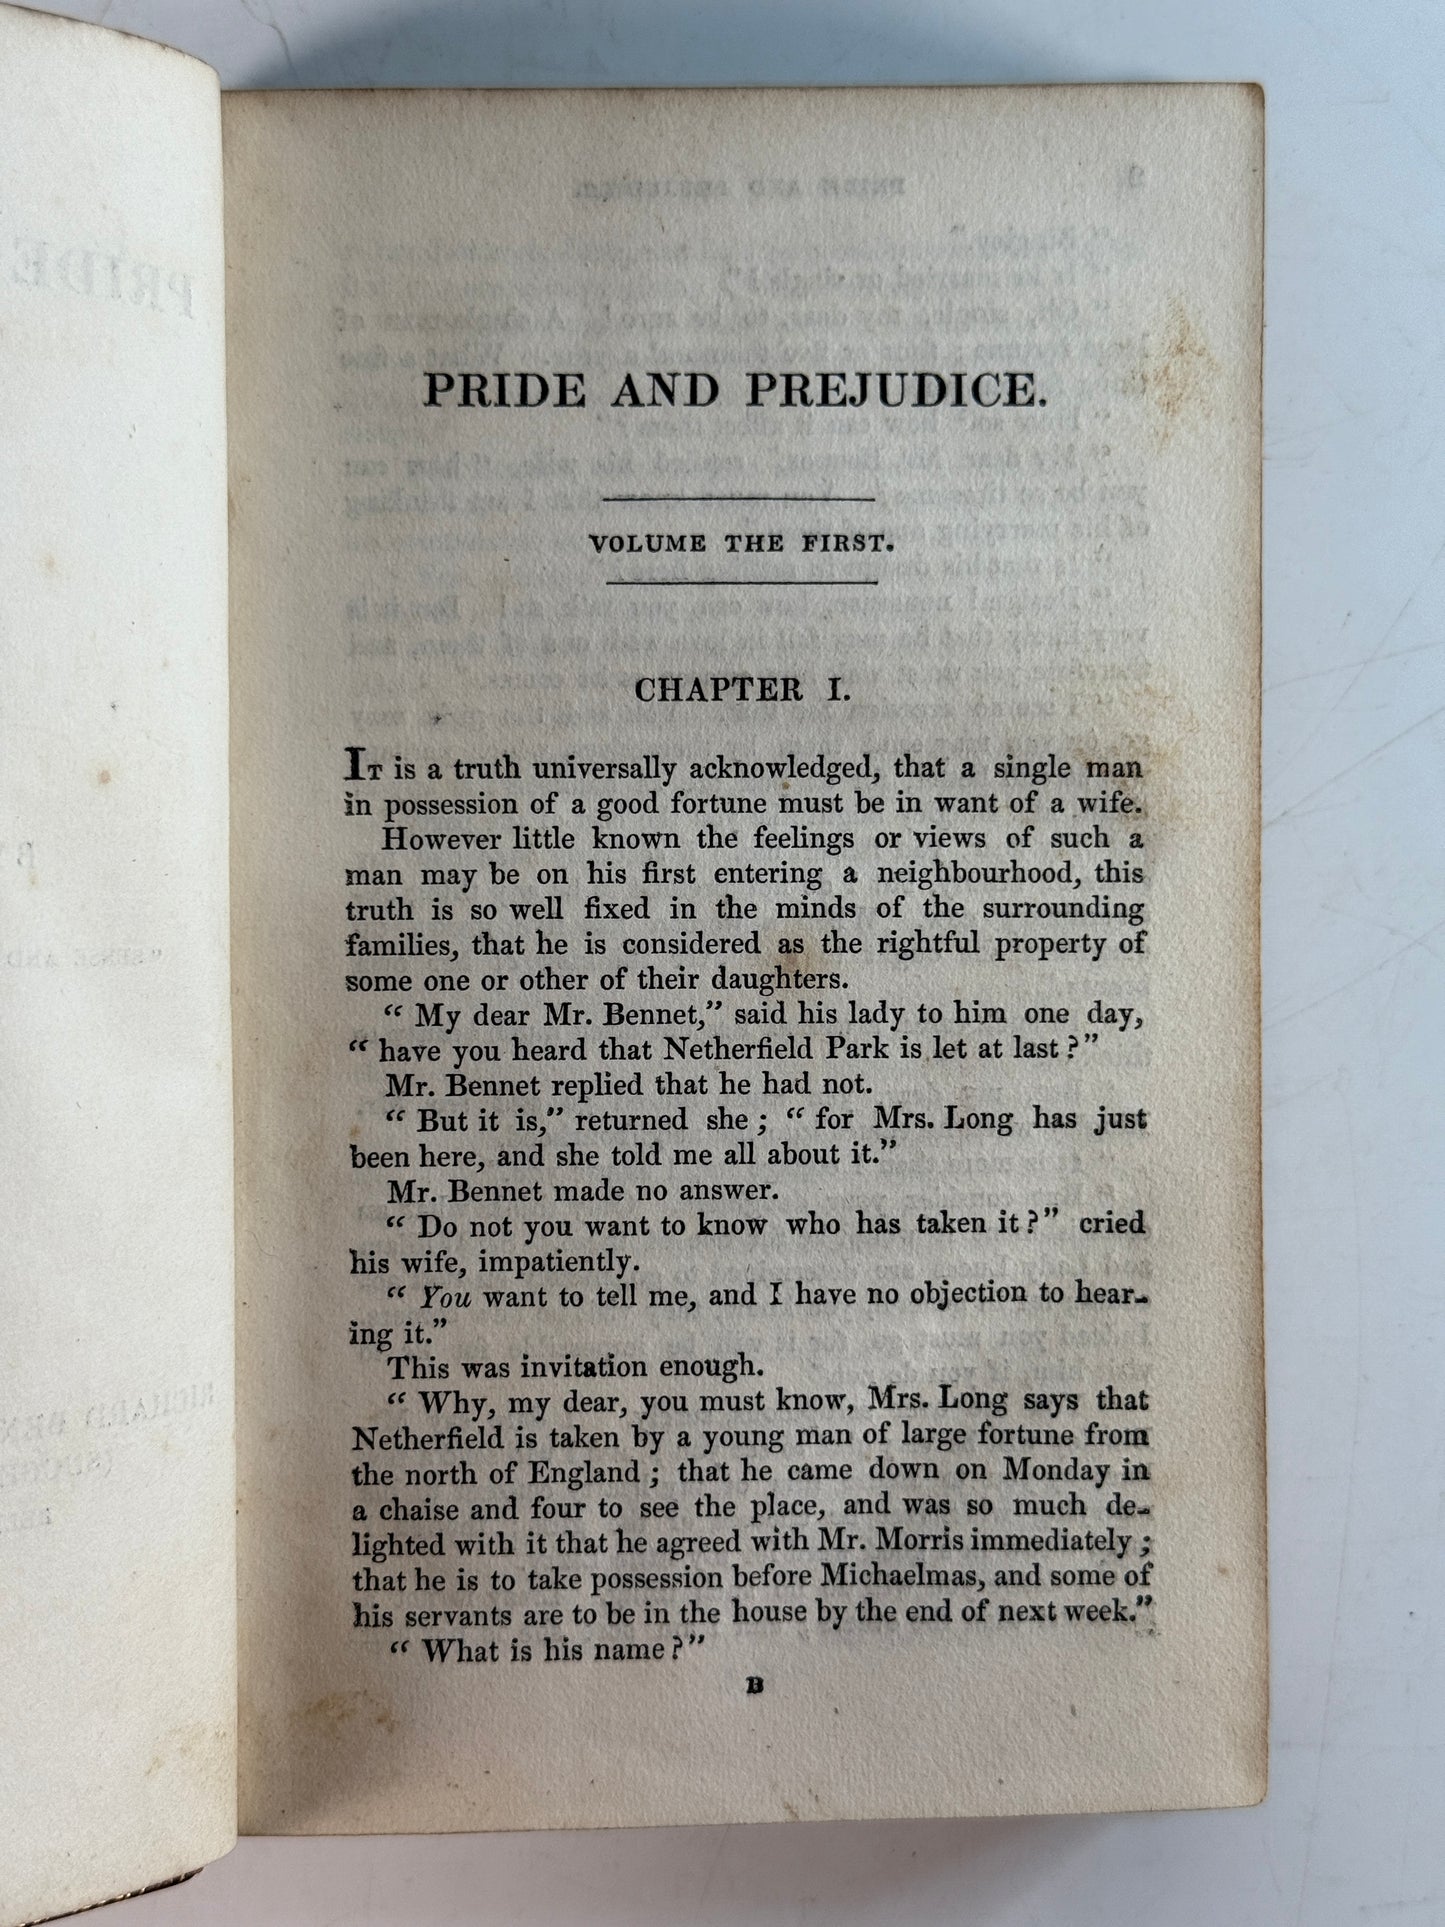 PRIDE AND PREJUDICE.
VOLUME THE FIRST.
CHAPTER I.
IT is a truth universally acknowledged, that a single man
in possession of a good fortune must be in want of a wife.
However little known the feelings or views of such a
man may be on his first entering a neighbourhood, this
truth is so well fixed in the minds of the surrounding
families, that he is considered as the rightful property of
some one or other of their daughters.
“ My dear Mr. Bennet,” said his lady to him one day,
“ have you heard that Netherfield Park is let at last ?”
Mr. Bennet replied that he had not.
“ But it is,” returned she ; “ for Mrs. Long has just
been here, and she told me all about it.”
Mr. Bennet made no answer.
“ Do not you want to know who has taken it ?” cried
his wife, impatiently.
“ You want to tell me, and I have no objection to hear-
ing it.”
This was invitation enough.
“ Why, my dear, you must know, Mrs. Long says that
Netherfield is taken by a young man of large fortune from
the north of England ; that he came down on Monday in
a chaise and four to see the place, and was so much de-
lighted with it that he agreed with Mr. Morris immediately ;
that he is to take possession before Michaelmas, and some of
his servants are to be in the house by the end of next week.”
“ What is his name ?”
B